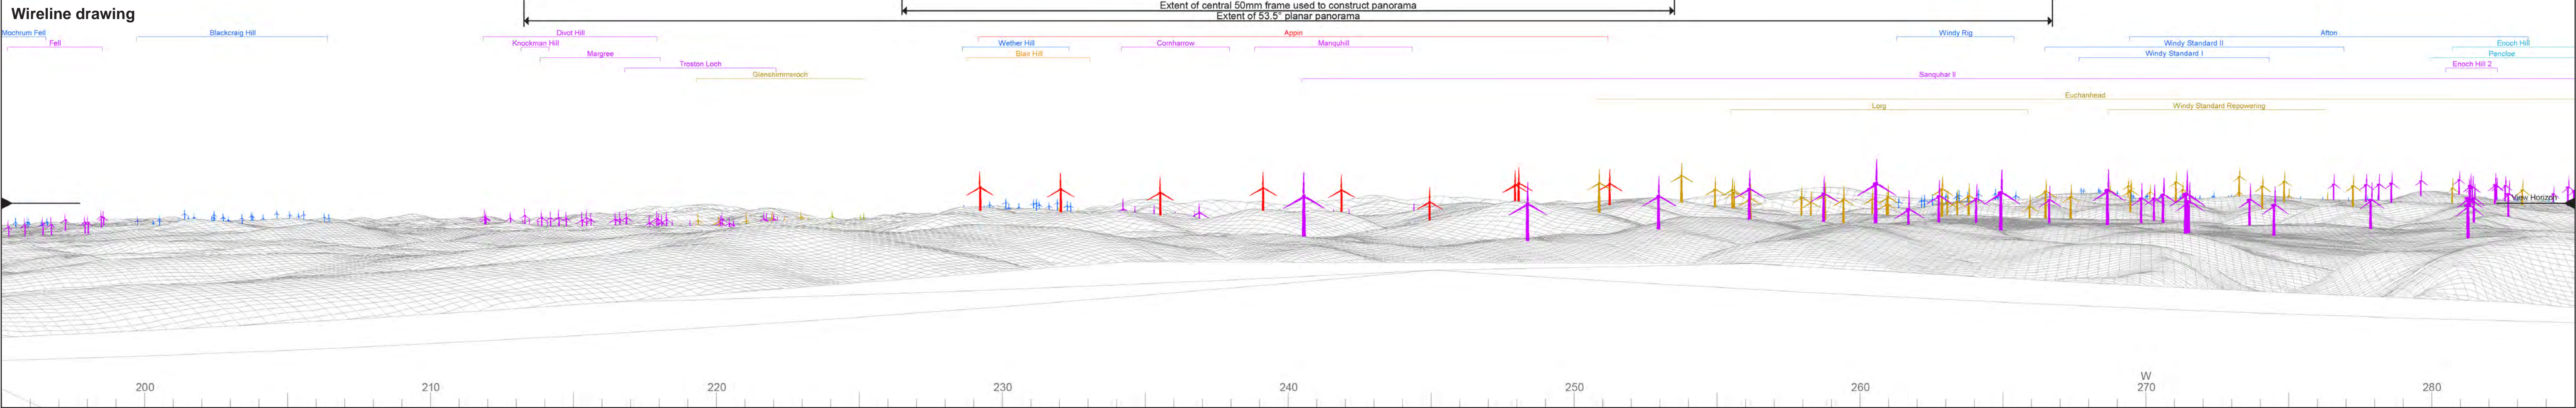 Wireline drawing
Extent of central 50mm frame used to construct panorama
Extent of 53.5° planar panorama
Mochrum Fell
Blackcraig Hill
Divot Hill
Appin
Windy Rig
Afton
Fell
Knockman Hill
Wether Hill
Cornharrow
Manquhill
Windy Standard II
Enoch Hill
Margree
Blair Hill
Windy Standard I
Pencloe
Troston Loch
Enoch Hill 2
Glenshimmeroch
Sanquhar II
Euchanhead
Lorg
Windy Standard Repowering
View Horizon
W
200 210 220 230 240 250 260 270 280